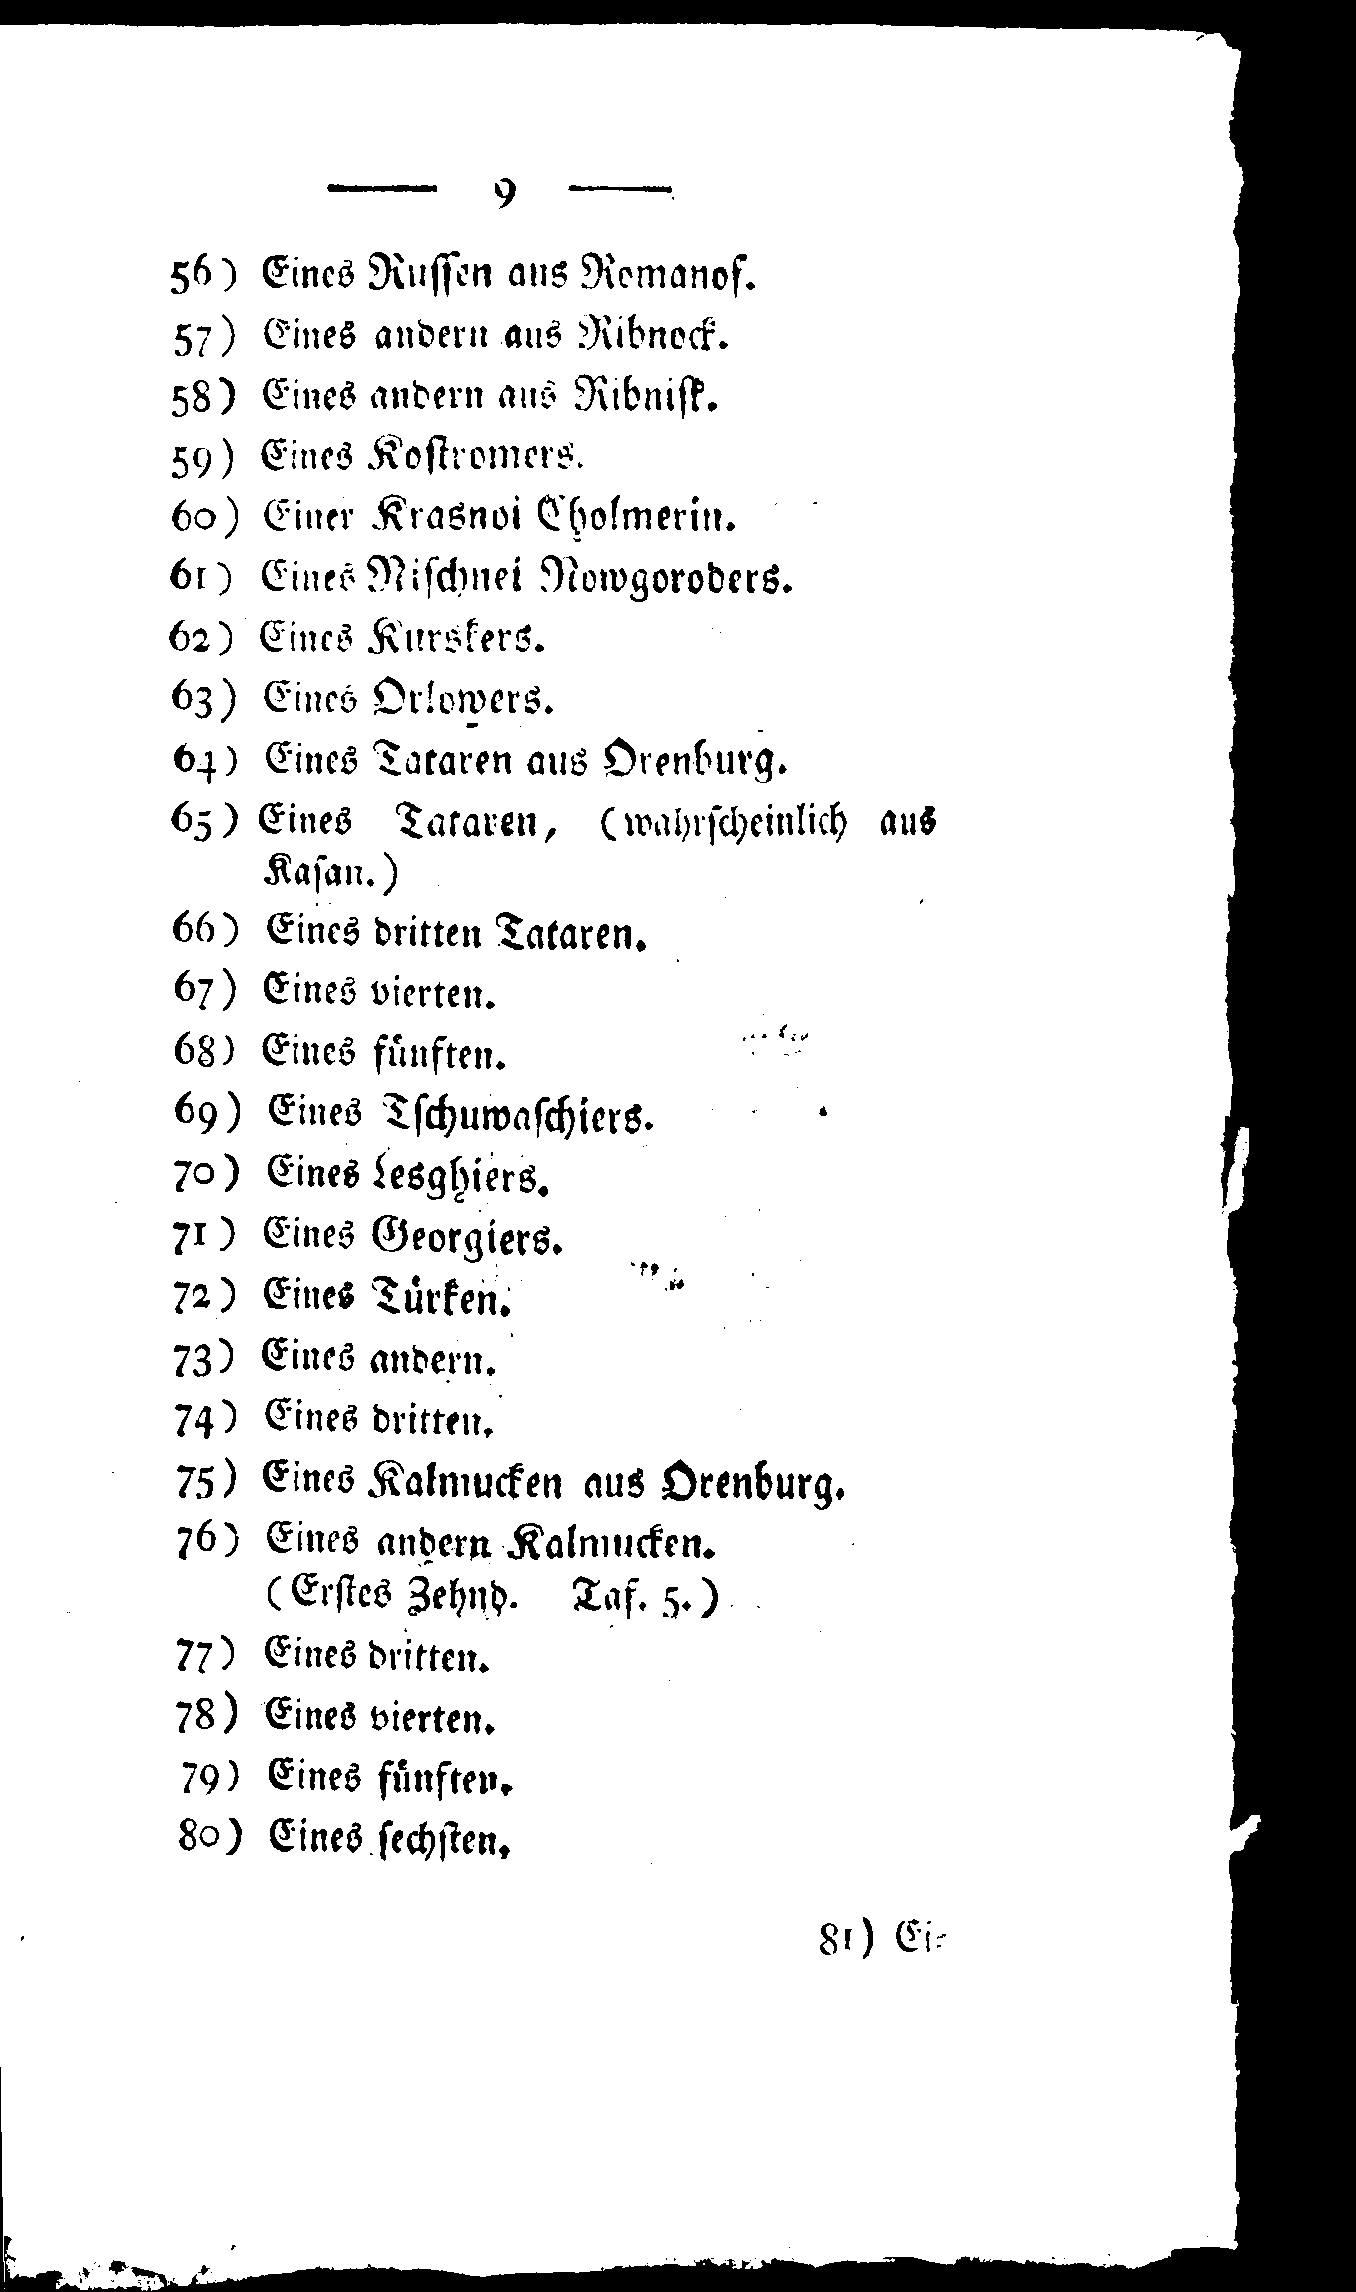 — 9 —
56) Eines Ruſſen aus Romanof.
57) Eines andern aus Ribnock.
58) Eines andern aus Ribniſk.
59) Eines Koſtromers.
60) Einer Krasnoi Cholmerin.
61) Eines Niſchnei Nowgoroders.
62) Eines Kurskers.
63) Eines Orlowers.
64) Eines Tataren aus Orenburg.
65) Eines Tataren, (wahrſcheinlich aus
Kaſan.)
66) Eines dritten Tataren.
67) Eines vierten.
68) Eines fünften.
69) Eines Tſchuwaſchiers.
70) Eines Lesghiers.
71) Eines Georgiers.
72) Eines Türken.
73) Eines andern.
74) Eines dritten.
75) Eines Kalmucken aus Orenburg.
76) Eines andern Kalmucken.
(Erſtes Zehnd. Taf. 5.)
77) Eines dritten.
78) Eines vierten.
79) Eines fünften.
80) Eines ſechſten.
81) Ei⸗